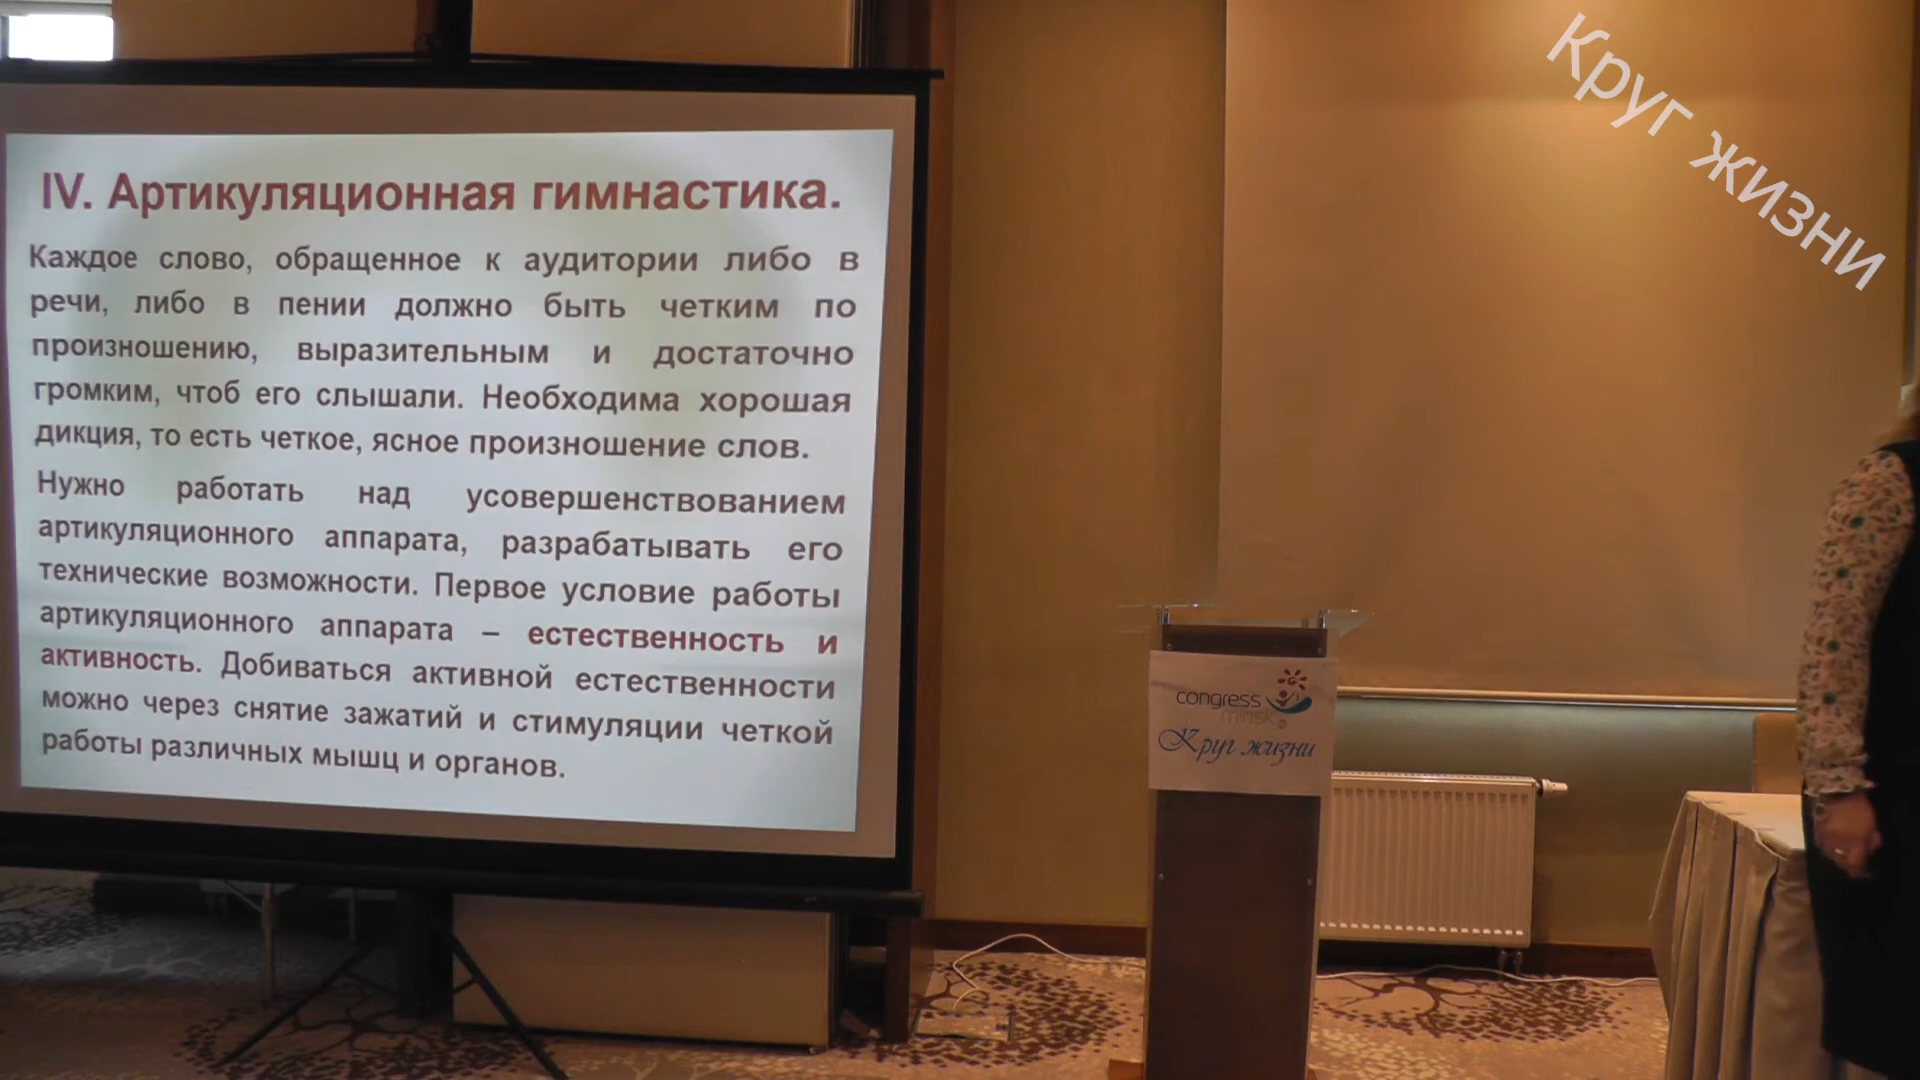 IV. Артикуляционная гимнастика.
Каждое слово, обращенное к аудитории либо в
речи, либо в пении должно быть четким по
произношению, выразительным и достаточно
громким, чтоб его слышали. Необходима хорошая
дикция, то есть четкое, ясное произношение слов.
Нужно работать над усовершенствованием
артикуляционного аппарата, разрабатывать его
технические возможности. Первое условие работы
артикуляционного аппарата – естественность и
активность. Добиваться активной естественности
можно через снятие зажатий и стимуляции четкой
работы различных мышц и органов.
Круг жизни
congress
minsk
Круг жизни